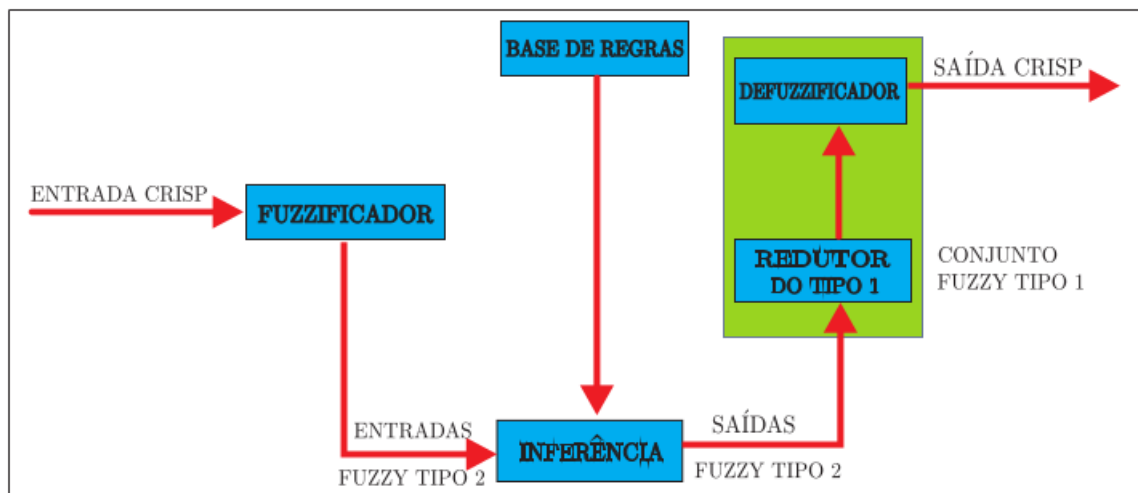 BASE DE REGRAS
DEFUZZIFICADOR
SAÍDA CRISP
ENTRADA CRISP
FUZZIFICADOR
REDUTOR
DO TIPO 1
CONJUNTO
FUZZY TIPO 1
ENTRADAS
FUZZY TIPO 2
INFERÊNCIA
SAÍDAS
FUZZY TIPO 2